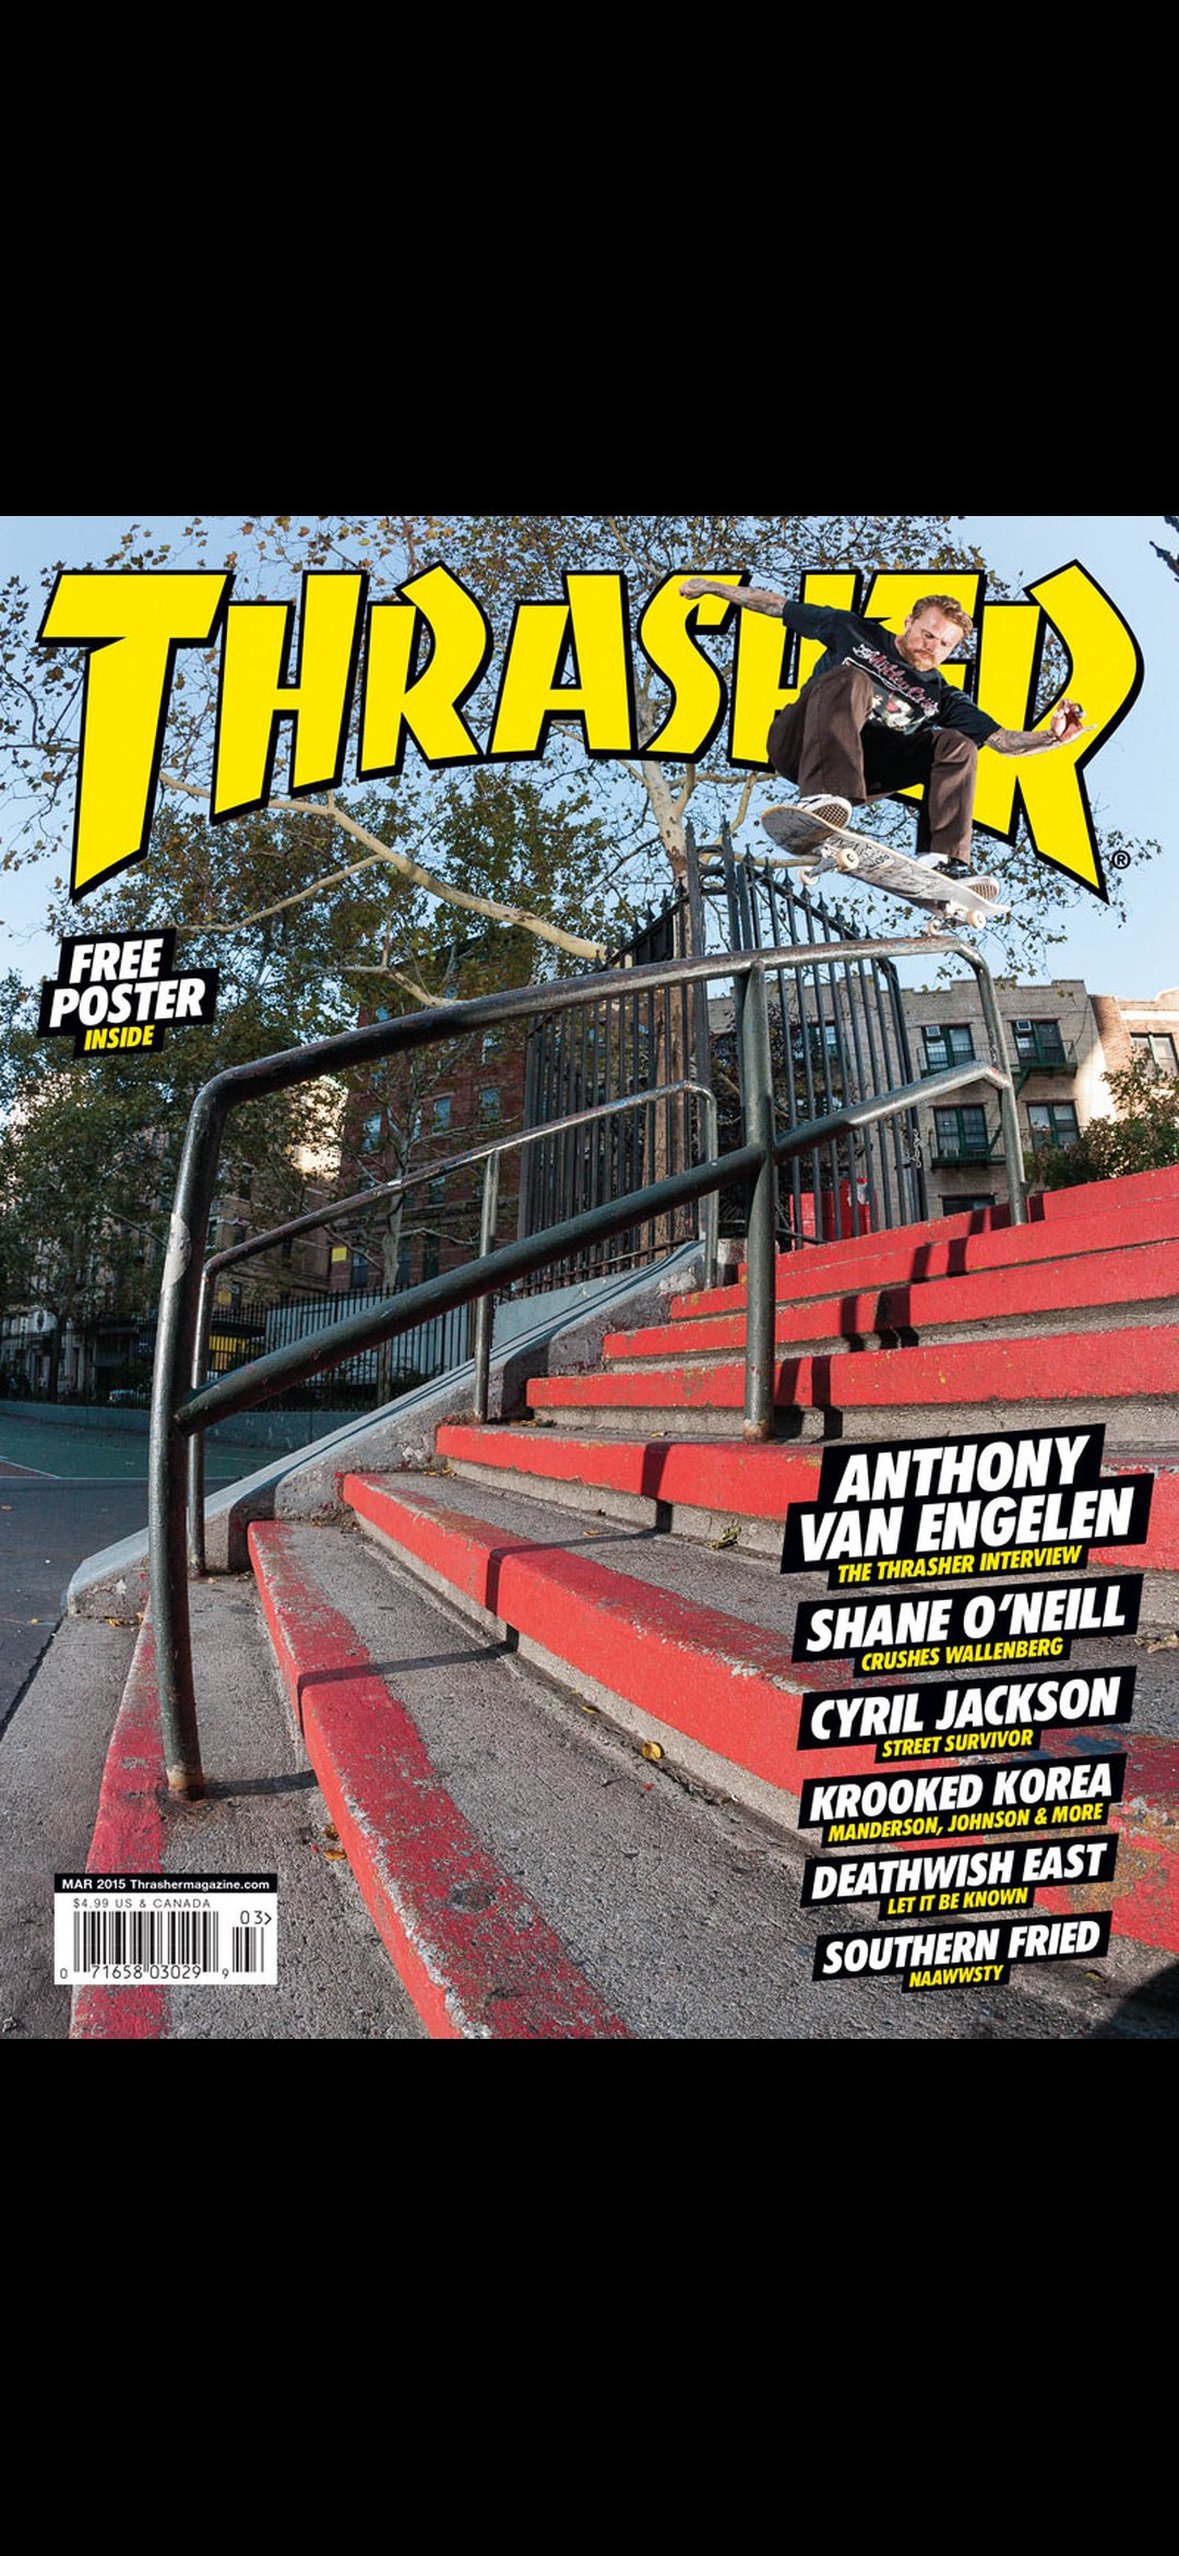 THRASHER
®
FREE
POSTER
INSIDE
ANTHONY
VAN ENGELEN
THE THRASHER INTERVIEW
SHANE O'NEILL
CRUSHES WALLENBERG
CYRIL JACKSON
STREET SURVIVOR
KROOKED KOREA
MANDERSON, JOHNSON & MORE
DEATHWISH EAST
LET IT BE KNOWN
SOUTHERN FRIED
NAAWWSTY
MAR 2015 Thrashermagazine.com
$4.99 US & CANADA
03>
0 71658 03029 9